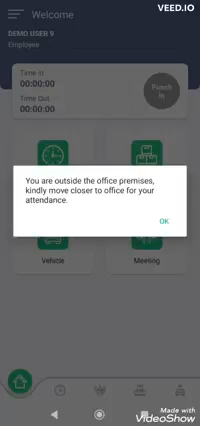 VEED.IO
Welcome
DEMO USER 9
Employee
Time In
00:00:00
Time Out
00:00:00
Punch
In
You are outside the office premises,
kindly move closer to office for your
attendance.
OK
Vehicle
Meeting
Made with
VideoShow